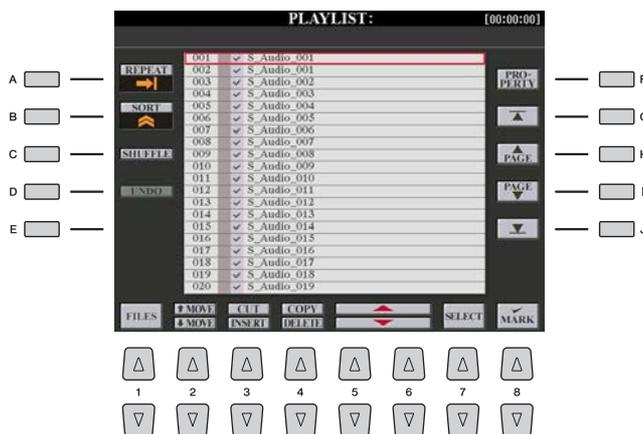 PLAYLIST: [00:00:00]
001 S_Audio_001
002 S_Audio_001
003 S_Audio_002
004 S_Audio_003
005 S_Audio_004
006 S_Audio_005
007 S_Audio_006
008 S_Audio_007
009 S_Audio_008
010 S_Audio_009
011 S_Audio_010
012 S_Audio_011
013 S_Audio_012
014 S_Audio_013
015 S_Audio_014
016 S_Audio_015
017 S_Audio_016
018 S_Audio_017
019 S_Audio_018
020 S_Audio_019
A
REPEAT
B
SORT
C
SHUFFLE
D
UNDO
E
PRO-
PERTY
F
G
PAGE
H
PAGE
I
J
FILES
MOVE
MOVE
CUT
INSERT
COPY
DELETE
SELECT
MARK
1 2 3 4 5 6 7 8